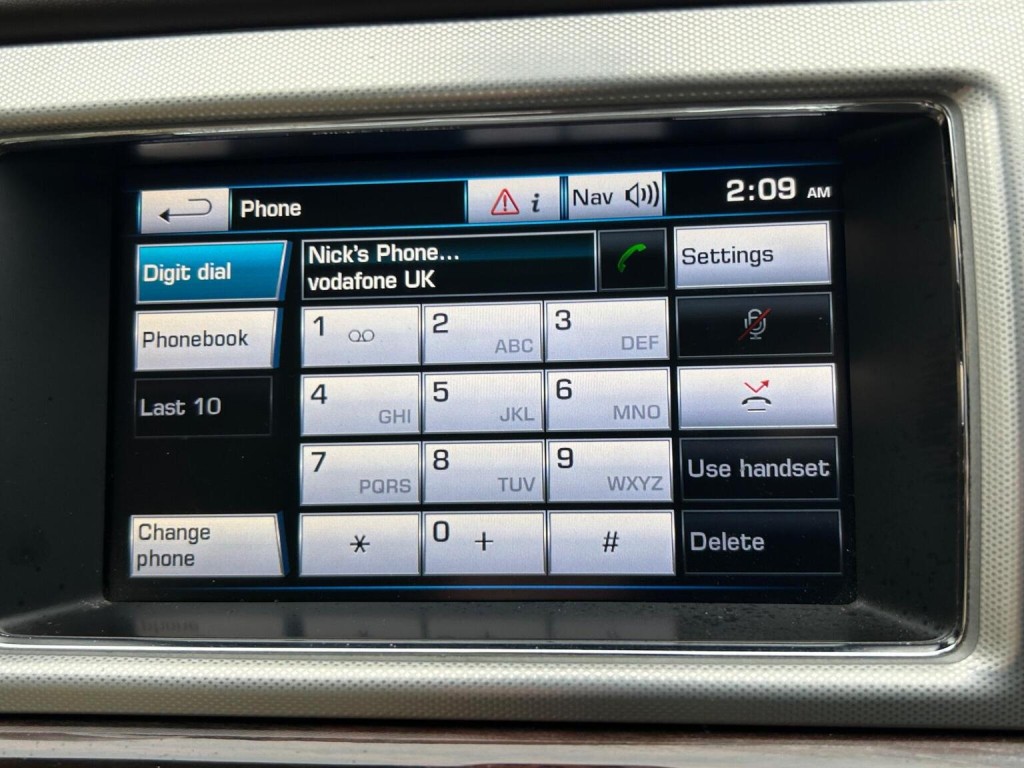 Phone
i
Nav
2:09 AM
Digit dial
Nick's Phone...
vodafone UK
Settings
Phonebook
1
2 ABC
3 DEF
Last 10
4 GHI
5 JKL
6 MNO
7 PQRS
8 TUV
9 WXYZ
Use handset
Change
phone
*
0 +
#
Delete